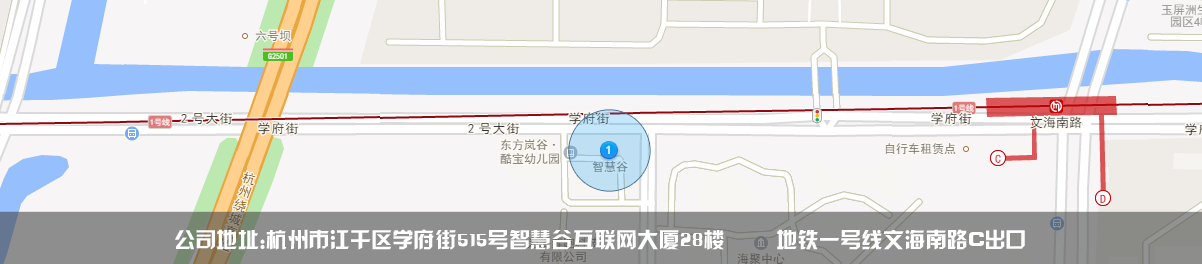 玉屏洲生
园区4
六号坝
G2501
1号线
2号大街
学府街
2号大街
学府街
1号线
学府街
文海南路
学府
东方岚谷·
酷宝幼儿园
1
智慧谷
自行车租赁点
C
D
杭州绕城
公司地址:杭州市江干区学府街515号智慧谷互联网大厦28楼 地铁一号线文海南路C出口
有限公司
海聚中心